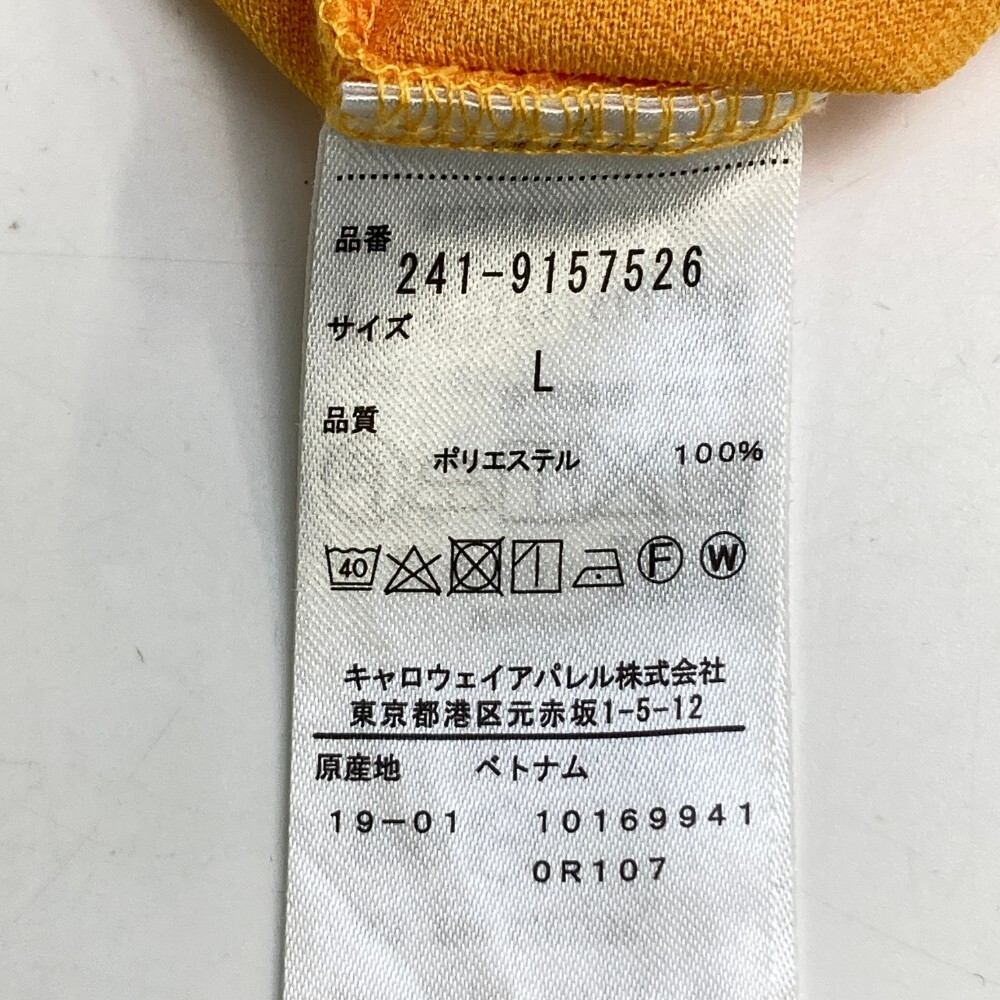 品番
241-9157526
サイズ
L
品質
ポリエステル 100%
40 F W
キャロウェイアパレル株式会社
東京都港区元赤坂1-5-12
原産地 ベトナム
19-01 10169941
0R107